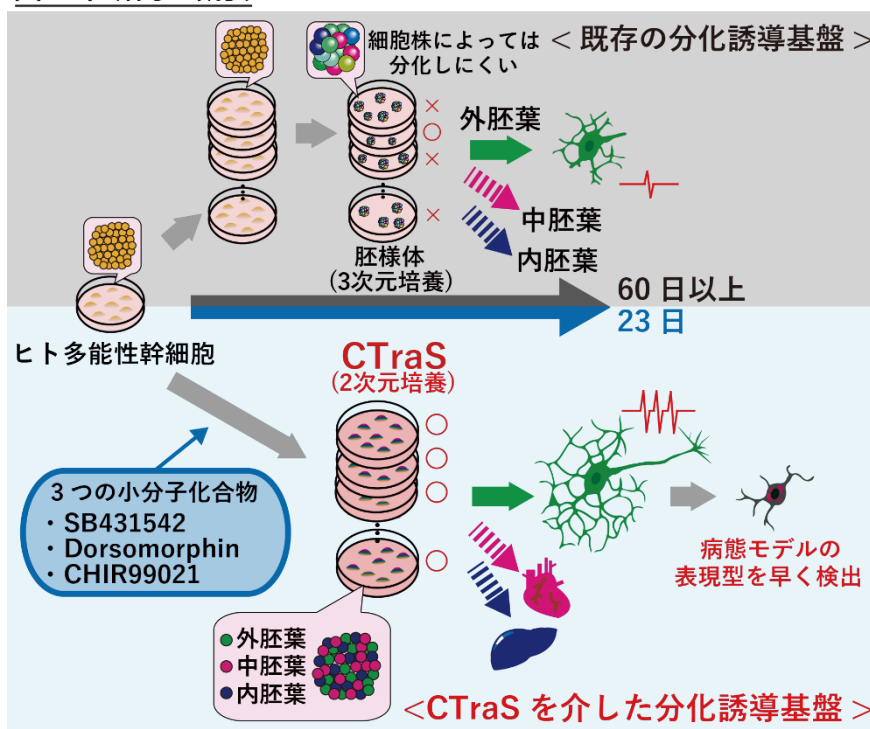 細胞株によっては
分化しにくい
< 既存の分化誘導基盤 >
×
○
×
×
外胚葉
中胚葉
内胚葉
胚様体
(3次元培養)
60 日以上
23 日
ヒト多能性幹細胞
CTraS
(2次元培養)
○
○
○
○
3 つの小分子化合物
・SB431542
・Dorsomorphin
・CHIR99021
病態モデルの
表現型を早く検出
外胚葉
中胚葉
内胚葉
<CTraS を介した分化誘導基盤 >